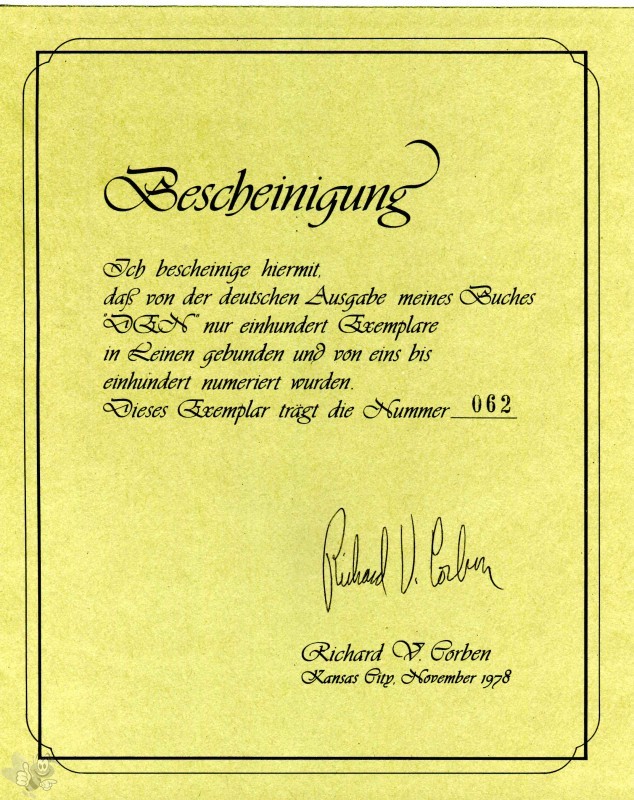 Bescheinigung
Ich bescheinige hiermit,
daß von der deutschen Ausgabe meines Buches
"DEN" nur einhundert Exemplare
in Leinen gebunden und von eins bis
einhundert numeriert wurden.
Dieses Exemplar trägt die Nummer 062
Richard V. Corben
Richard V. Corben
Kansas City, November 1978